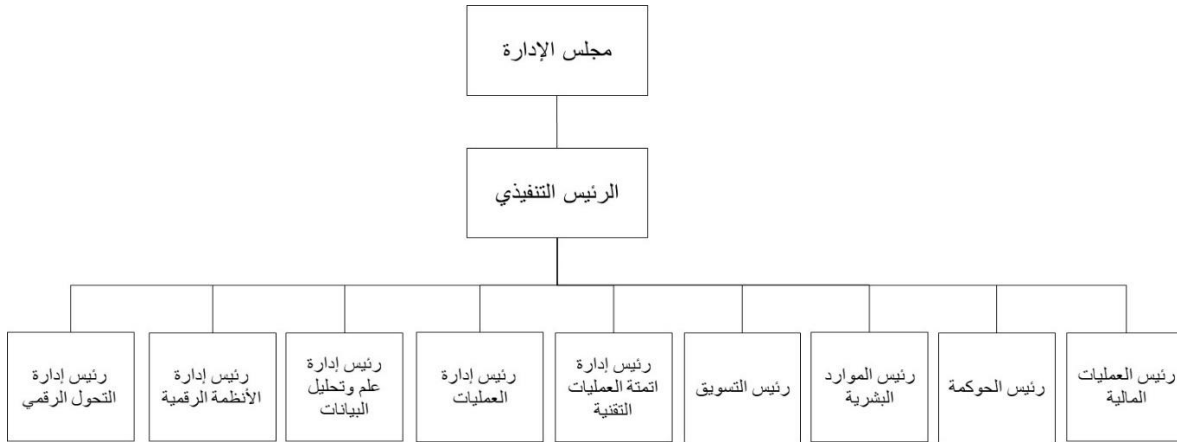 مجلس الإدارة
الرئيس التنفيذي
رئيس العمليات
المالية
رئيس الحوكمة
رئيس الموارد
البشرية
رئيس التسويق
رئيس إدارة
اتمتة العمليات
التقنية
رئيس إدارة
العمليات
رئيس إدارة
علم وتحليل
البيانات
رئيس إدارة
الأنظمة الرقمية
رئيس إدارة
التحول الرقمي